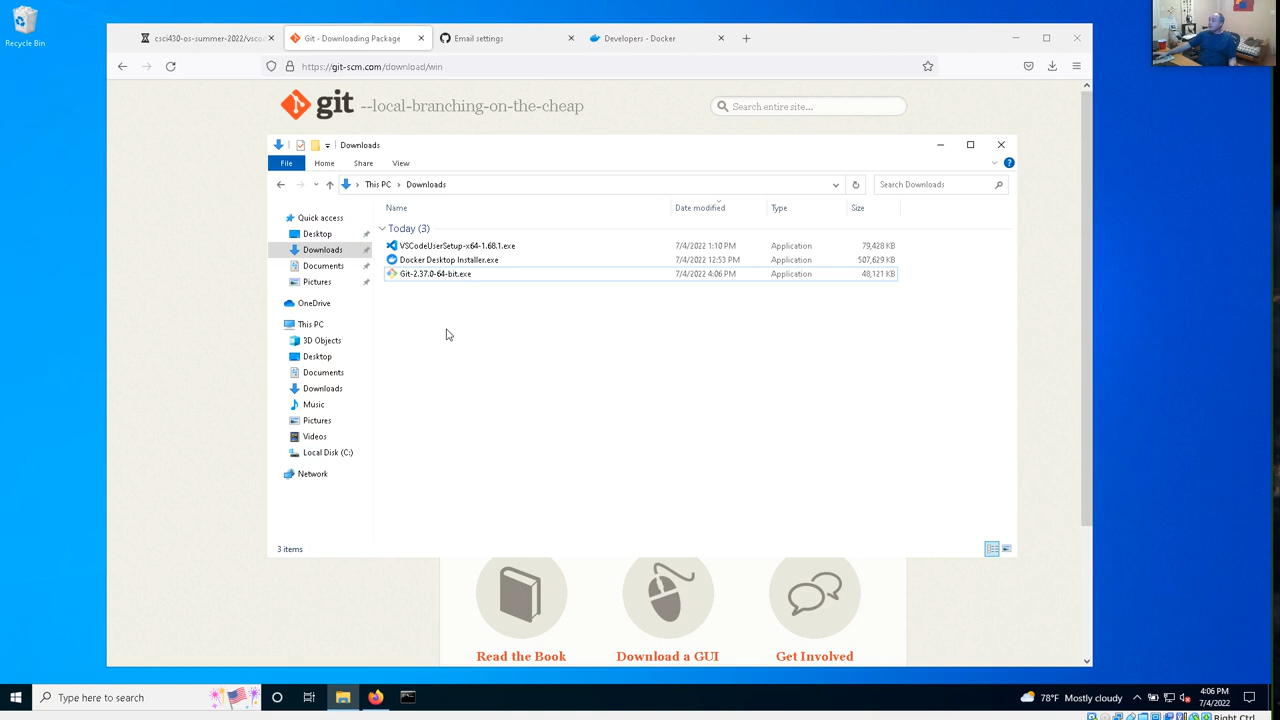 Recycle Bin
csci430-os-summer-2022/vscod
Git - Downloading Package
Email settings
Developers - Docker
https://git-scm.com/download/win
git --local-branching-on-the-cheap
Search entire site...
Downloads
File
Home
Share
View
This PC
Downloads
Search Downloads
Name
Date modified
Type
Size
Today (3)
VSCodeUserSetup-x64-1.68.1.exe 7/4/2022 1:10 PM Application 79,428 KB
Docker Desktop Installer.exe 7/4/2022 12:53 PM Application 507,629 KB
Git-2.37.0-64-bit.exe 7/4/2022 4:06 PM Application 48,121 KB
Quick access
Desktop
Downloads
Documents
Pictures
OneDrive
This PC
3D Objects
Desktop
Documents
Downloads
Music
Pictures
Videos
Local Disk (C:)
Network
3 items
Read the Book
Download a GUI
Get Involved
Type here to search
78°F Mostly cloudy
4:06 PM
7/4/2022
Right Ctrl